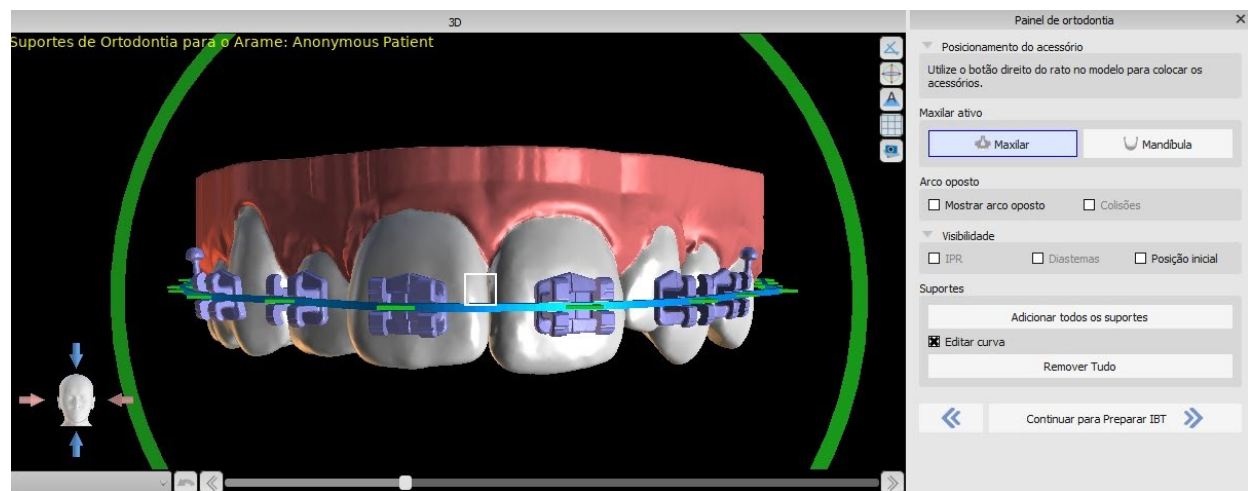 3D
Suportes de Ortodontia para o Arame: Anonymous Patient
Painel de ortodontia
Posicionamento do acessório
Utilize o botão direito do rato no modelo para colocar os
acessórios.
Maxilar ativo
Maxilar
Mandíbula
Arco oposto
Mostrar arco oposto
Colisões
Visibilidade
IPR
Diastemas
Posição inicial
Suportes
Adicionar todos os suportes
Editar curva
Remover Tudo
Continuar para Preparar IBT